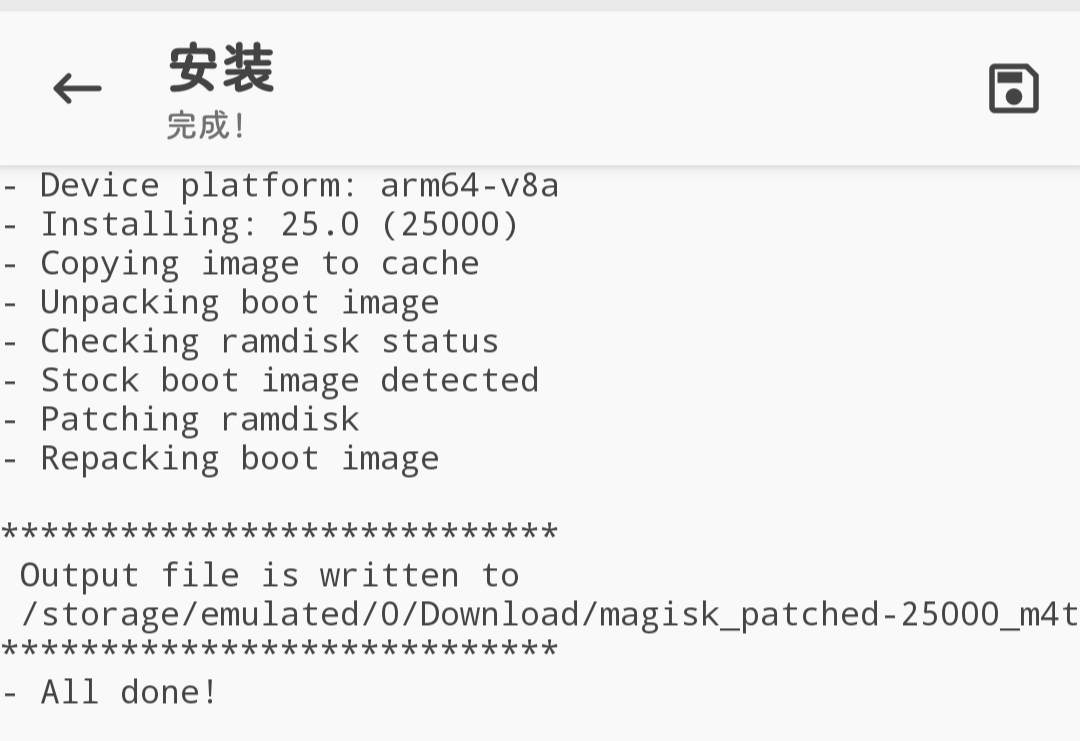 安装
完成!
- Device platform: arm64-v8a
- Installing: 25.0 (25000)
- Copying image to cache
- Unpacking boot image
- Checking ramdisk status
- Stock boot image detected
- Patching ramdisk
- Repacking boot image
****************************
Output file is written to
/storage/emulated/0/Download/magisk_patched-25000_m4t
****************************
- All done!